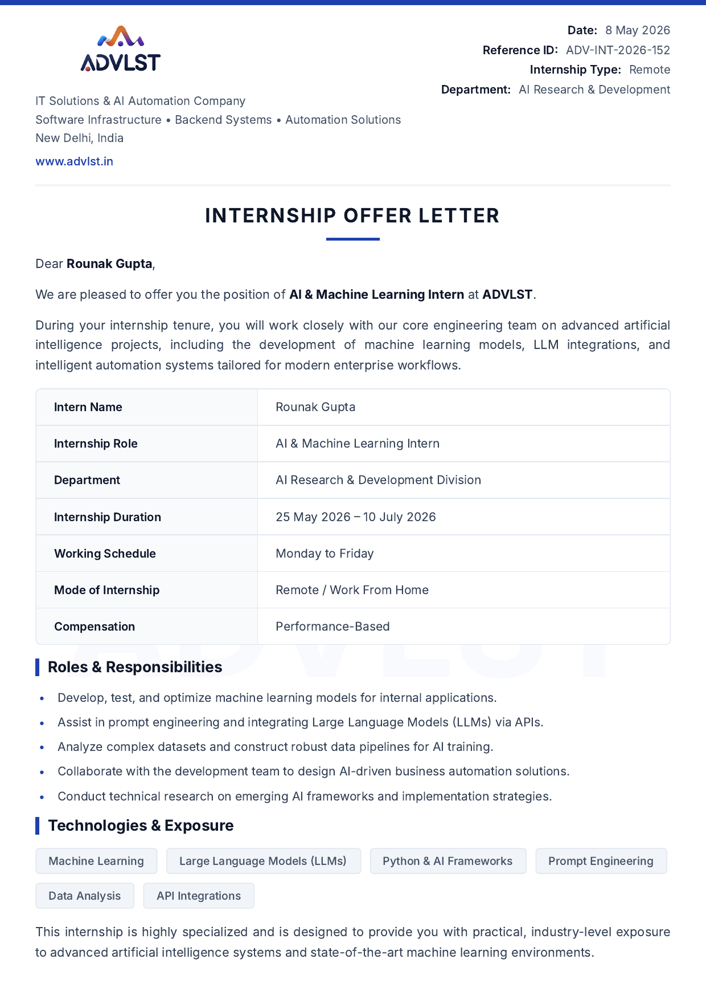 ADVLST
IT Solutions & AI Automation Company
Software Infrastructure • Backend Systems • Automation Solutions
New Delhi, India
www.advlst.in
Date: 8 May 2026
Reference ID: ADV-INT-2026-152
Internship Type: Remote
Department: AI Research & Development
INTERNSHIP OFFER LETTER
Dear Rounak Gupta,
We are pleased to offer you the position of AI & Machine Learning Intern at ADVLST.
During your internship tenure, you will work closely with our core engineering team on advanced artificial
intelligence projects, including the development of machine learning models, LLM integrations, and
intelligent automation systems tailored for modern enterprise workflows.
Intern Name Rounak Gupta
Internship Role AI & Machine Learning Intern
Department AI Research & Development Division
Internship Duration 25 May 2026 – 10 July 2026
Working Schedule Monday to Friday
Mode of Internship Remote / Work From Home
Compensation Performance-Based
ADVLST
Roles & Responsibilities
• Develop, test, and optimize machine learning models for internal applications.
• Assist in prompt engineering and integrating Large Language Models (LLMs) via APIs.
• Analyze complex datasets and construct robust data pipelines for AI training.
• Collaborate with the development team to design AI-driven business automation solutions.
• Conduct technical research on emerging AI frameworks and implementation strategies.
Technologies & Exposure
Machine Learning Large Language Models (LLMs) Python & AI Frameworks Prompt Engineering
Data Analysis API Integrations
This internship is highly specialized and is designed to provide you with practical, industry-level exposure
to advanced artificial intelligence systems and state-of-the-art machine learning environments.